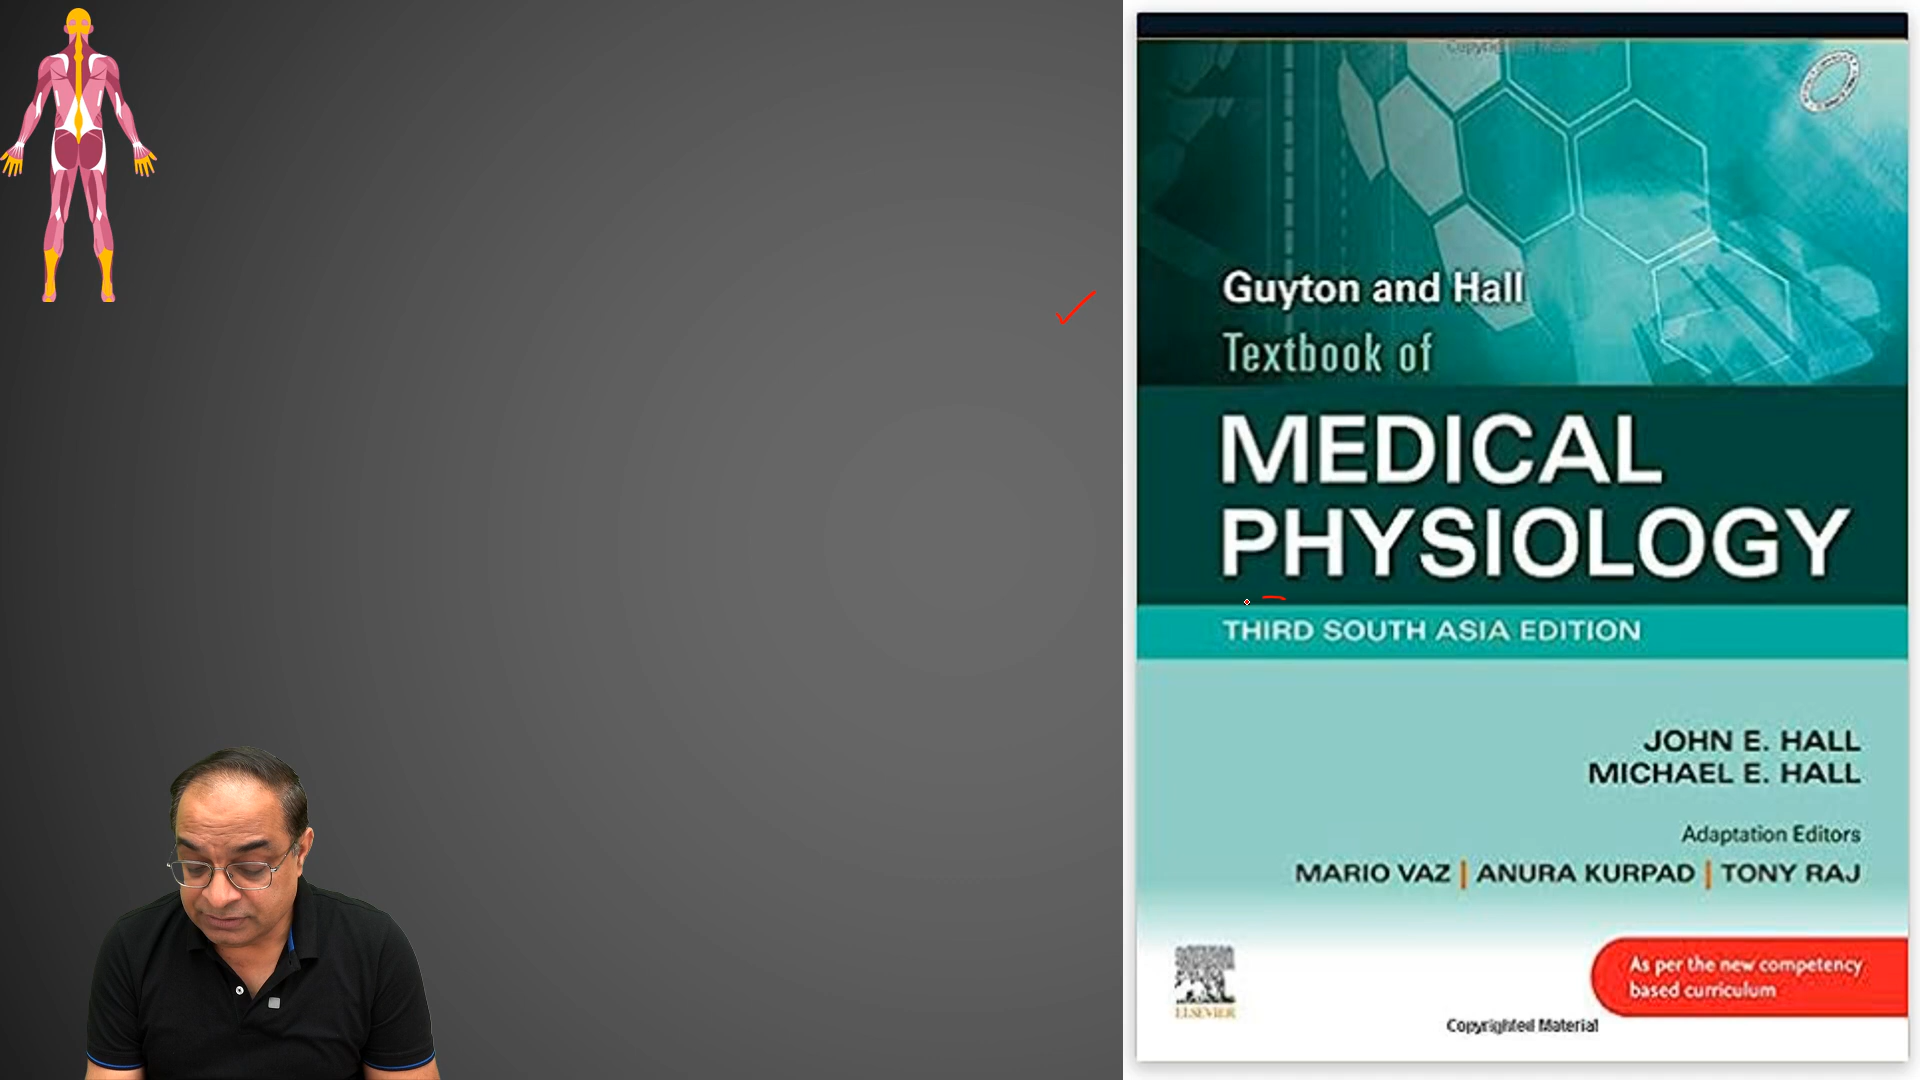 Guyton and Hall
Textbook of
MEDICAL
PHYSIOLOGY
THIRD SOUTH ASIA EDITION
JOHN E. HALL
MICHAEL E. HALL
Adaptation Editors
MARIO VAZ | ANURA KURPAD | TONY RAJ
As per the new competency
based curriculum
ELSEVIER
Copyrighted Material